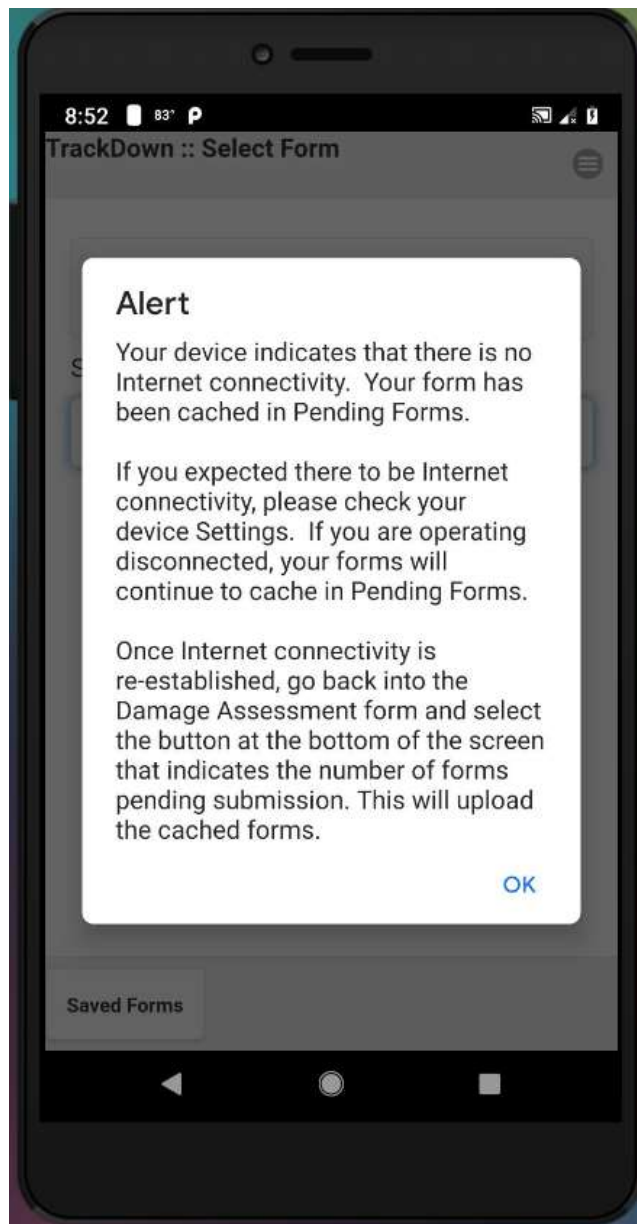 8:52 83° P
TrackDown :: Select Form
Alert
Your device indicates that there is no
Internet connectivity.  Your form has
been cached in Pending Forms.
If you expected there to be Internet
connectivity, please check your
device Settings.  If you are operating
disconnected, your forms will
continue to cache in Pending Forms.
Once Internet connectivity is
re-established, go back into the
Damage Assessment form and select
the button at the bottom of the screen
that indicates the number of forms
pending submission. This will upload
the cached forms.
OK
Saved Forms